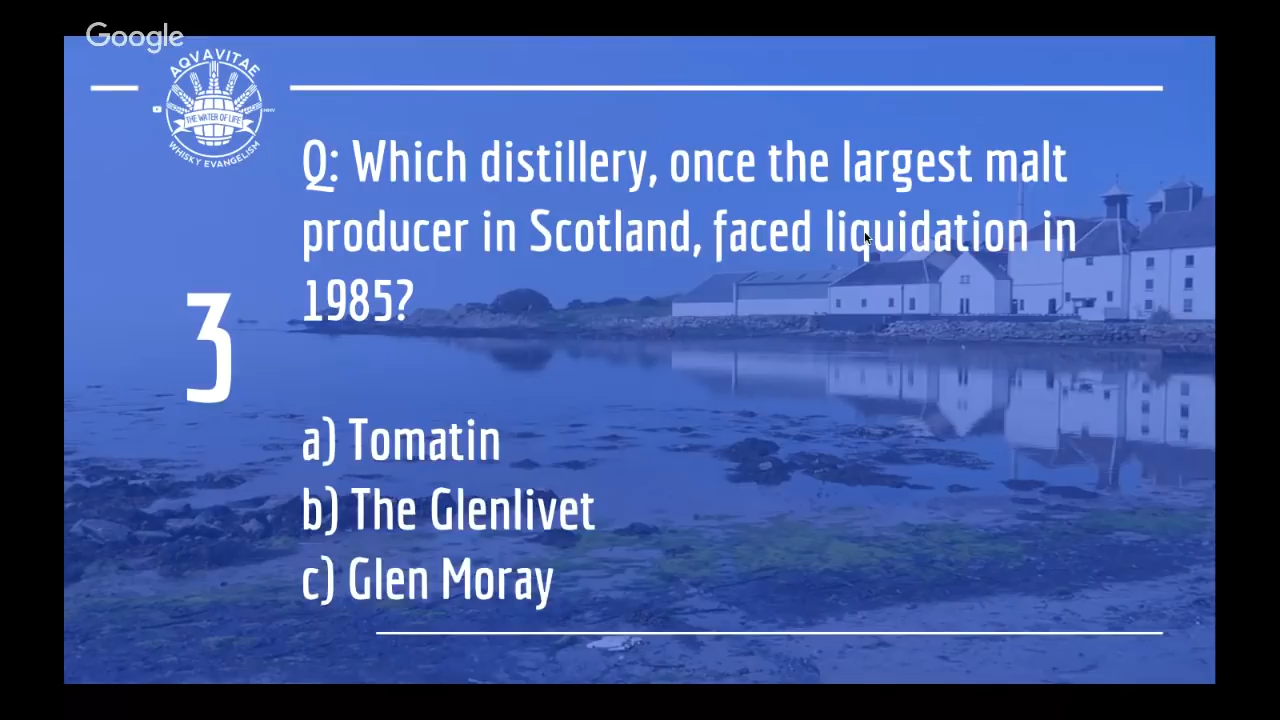 Google
AQVAVITAE
THE WATER OF LIFE
WHISKY EVANGELISM
Q: Which distillery, once the largest malt
producer in Scotland, faced liquidation in
1985?
3
a) Tomatin
b) The Glenlivet
c) Glen Moray